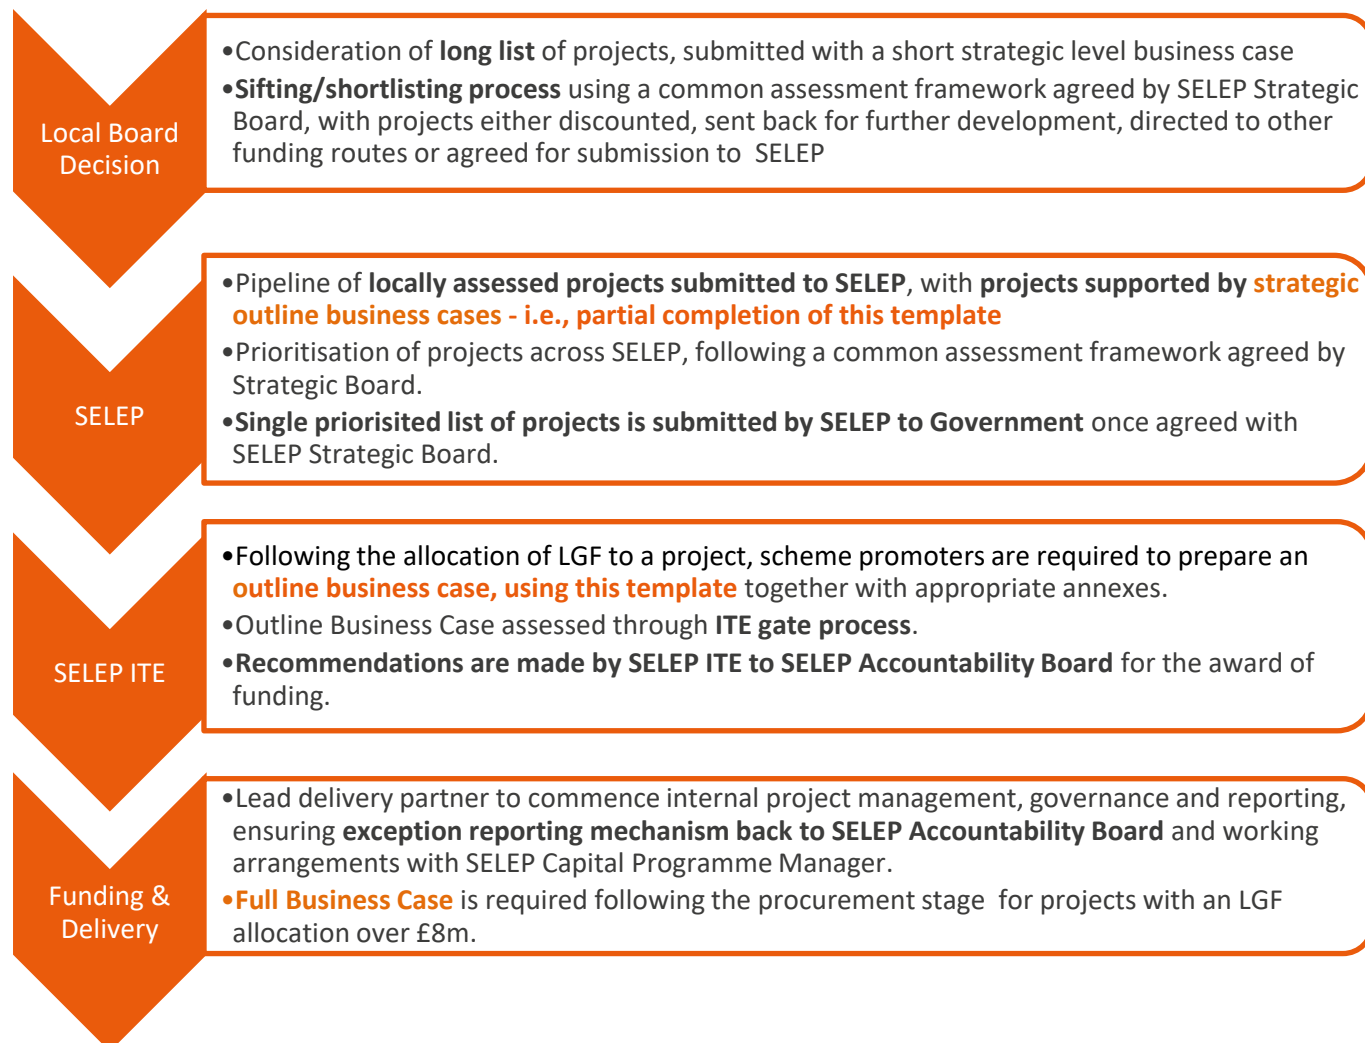 Local Board
Decision
•Consideration of long list of projects, submitted with a short strategic level business case
•Sifting/shortlisting process using a common assessment framework agreed by SELEP Strategic
Board, with projects either discounted, sent back for further development, directed to other
funding routes or agreed for submission to SELEP
SELEP
•Pipeline of locally assessed projects submitted to SELEP, with projects supported by strategic
outline business cases - i.e., partial completion of this template
•Prioritisation of projects across SELEP, following a common assessment framework agreed by
Strategic Board.
•Single priorisited list of projects is submitted by SELEP to Government once agreed with
SELEP Strategic Board.
SELEP ITE
•Following the allocation of LGF to a project, scheme promoters are required to prepare an
outline business case, using this template together with appropriate annexes.
•Outline Business Case assessed through ITE gate process.
•Recommendations are made by SELEP ITE to SELEP Accountability Board for the award of
funding.
Funding &
Delivery
•Lead delivery partner to commence internal project management, governance and reporting,
ensuring exception reporting mechanism back to SELEP Accountability Board and working
arrangements with SELEP Capital Programme Manager.
•Full Business Case is required following the procurement stage for projects with an LGF
allocation over £8m.